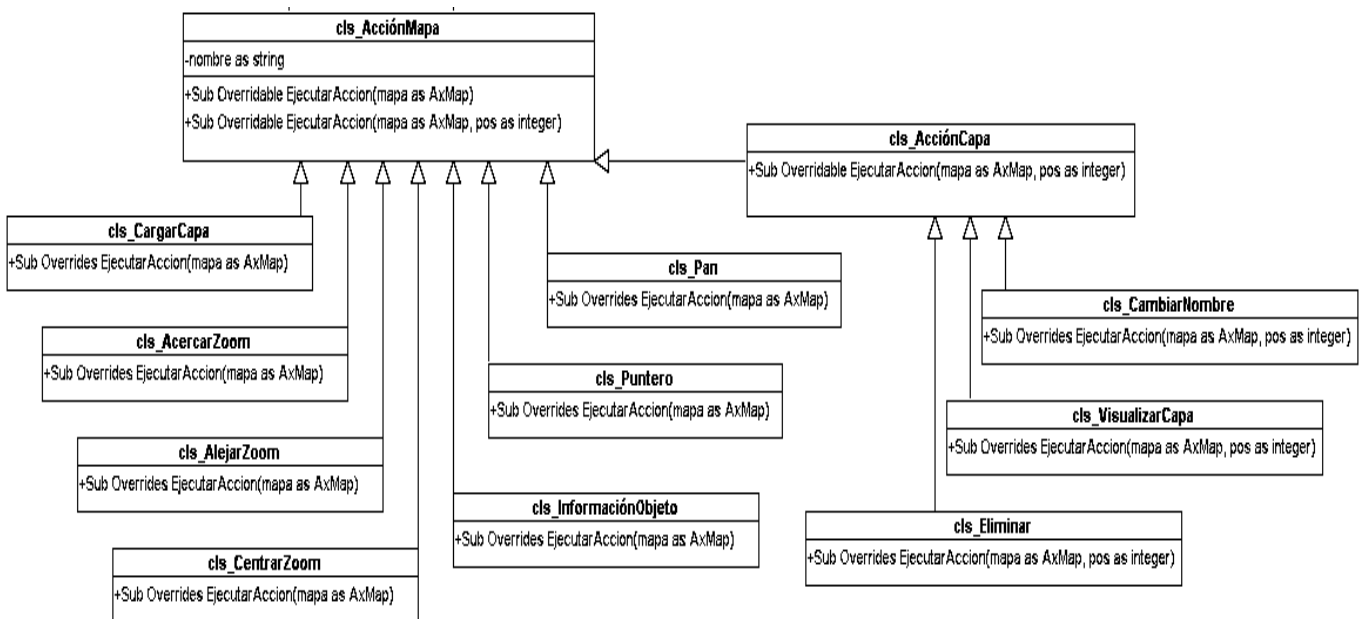 cls_AcciónMapa
-nombre as string
+Sub Overridable EjecutarAccion(mapa as AxMap)
+Sub Overridable EjecutarAccion(mapa as AxMap, pos as integer)
cls_AcciónCapa
+Sub Overridable EjecutarAccion(mapa as AxMap, pos as integer)
cls_CargarCapa
+Sub Overrides EjecutarAccion(mapa as AxMap)
cls_Pan
+Sub Overrides EjecutarAccion(mapa as AxMap)
cls_CambiarNombre
+Sub Overrides EjecutarAccion(mapa as AxMap, pos as integer)
cls_AcercarZoom
+Sub Overrides EjecutarAccion(mapa as AxMap)
cls_Puntero
+Sub Overrides EjecutarAccion(mapa as AxMap)
cls_VisualizarCapa
+Sub Overrides EjecutarAccion(mapa as AxMap, pos as integer)
cls_AlejarZoom
+Sub Overrides EjecutarAccion(mapa as AxMap)
cls_InformaciónObjeto
+Sub Overrides EjecutarAccion(mapa as AxMap)
cls_Eliminar
+Sub Overrides EjecutarAccion(mapa as AxMap, pos as integer)
cls_CentrarZoom
+Sub Overrides EjecutarAccion(mapa as AxMap)